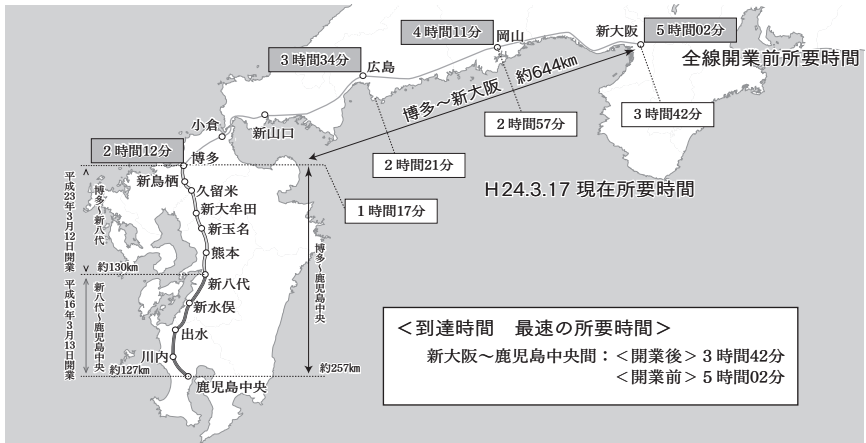 新大阪
5時間02分
全線開業前所要時間
4時間11分
岡山
3時間34分
広島
博多～新大阪 約644km
3時間42分
2時間57分
小倉
新山口
2時間12分
博多
2時間21分
H24.3.17 現在所要時間
1時間17分
新鳥栖
久留米
新大牟田
新玉名
熊本
新八代
新水俣
出水
川内
鹿児島中央
平成23年3月12日開業
博多～新八代
約130km
平成16年3月13日開業
新八代～鹿児島中央
約127km
博多～鹿児島中央
約257km
＜到達時間 最速の所要時間＞
新大阪～鹿児島中央間：＜開業後＞3時間42分
＜開業前＞5時間02分